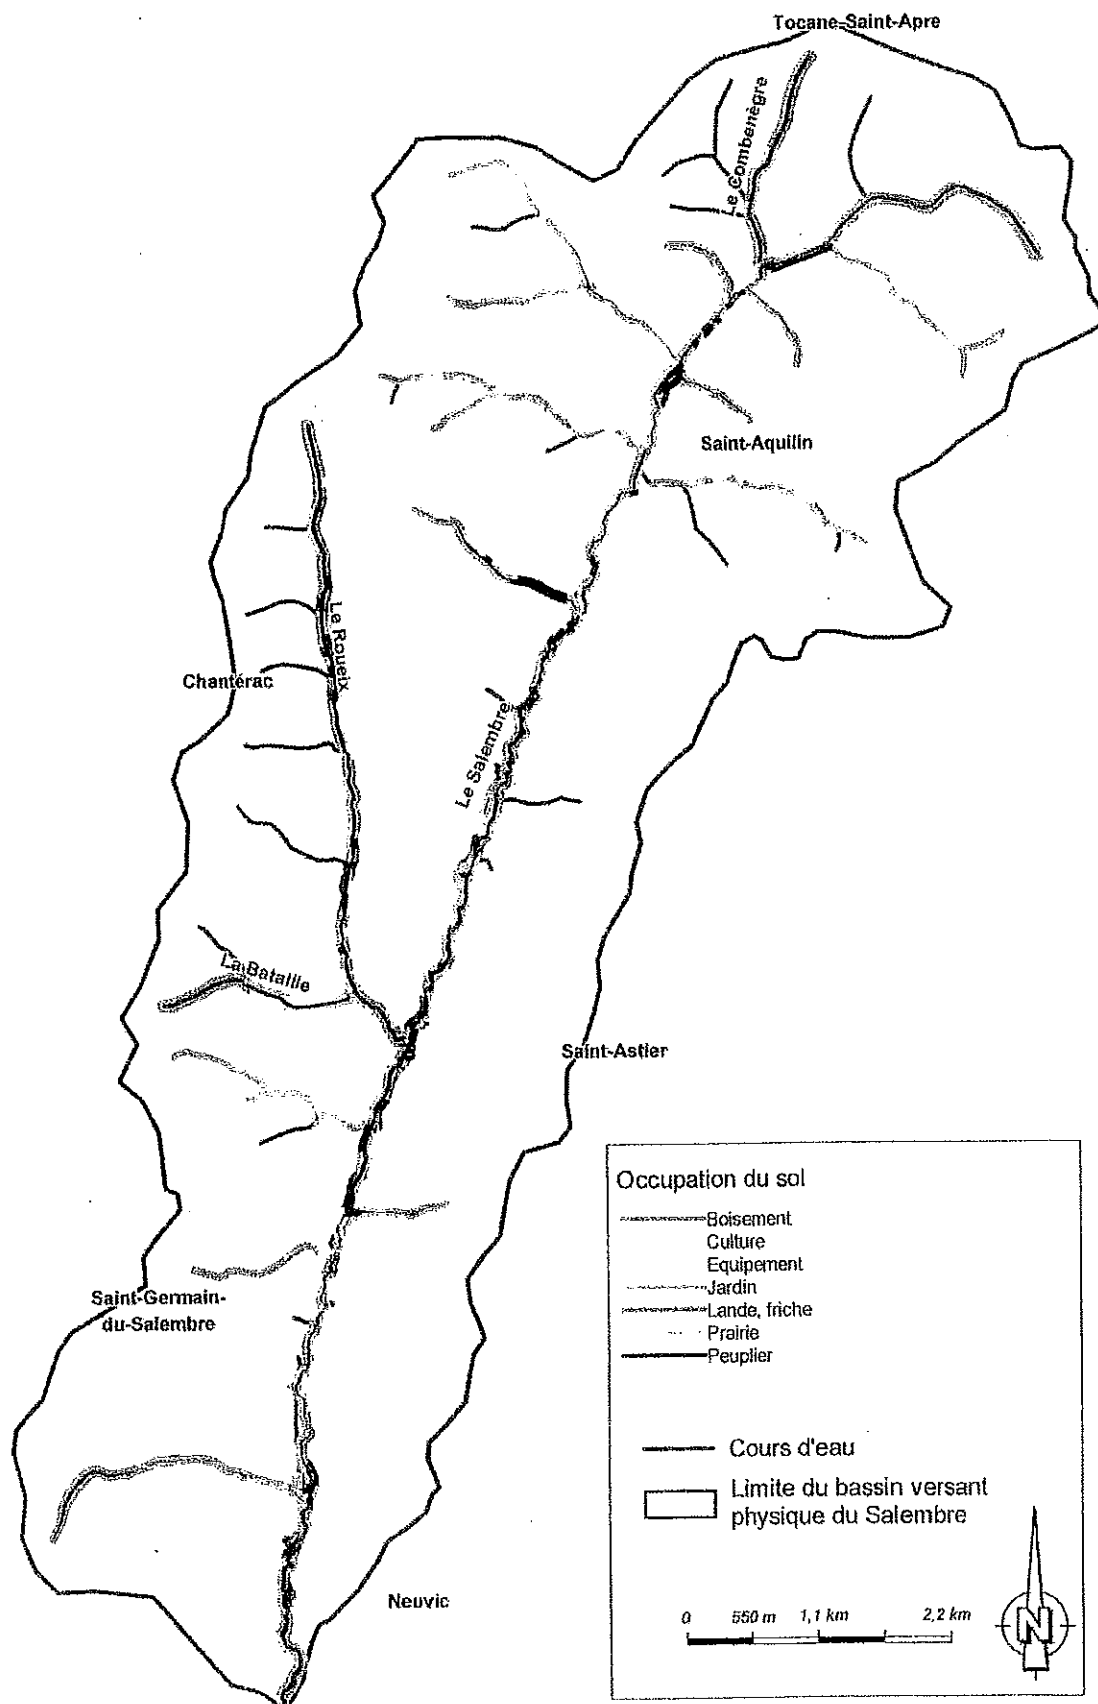 Tocane-Saint-Apre
Le Combenègre
Saint-Aquilin
Le Roueix
Chantérac
Le Salembre
La Bataille
Saint-Astier
Saint-Germain-
du-Salembre
Neuvic
Occupation du sol
Boisement
Culture
Equipement
Jardin
Lande, friche
Prairie
Peuplier
Cours d'eau
Limite du bassin versant
physique du Salembre
0 550 m 1,1 km 2,2 km
N